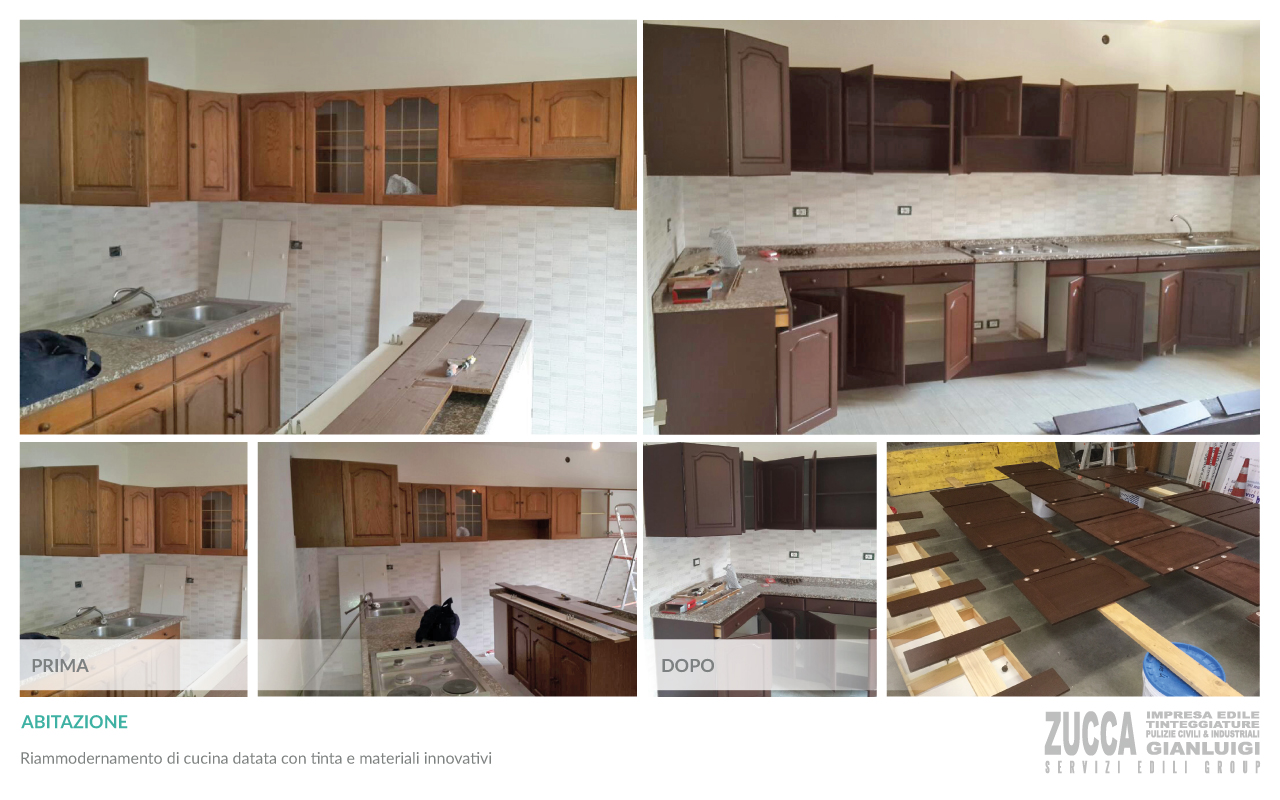 PRIMA
DOPO
ABITAZIONE
Riammodernamento di cucina datata con tinta e materiali innovativi
ZUCCA
IMPRESA EDILE
TINTEGGIATURE
PULIZIE CIVILI & INDUSTRIALI
GIANLUIGI
SERVIZI EDILI GROUP